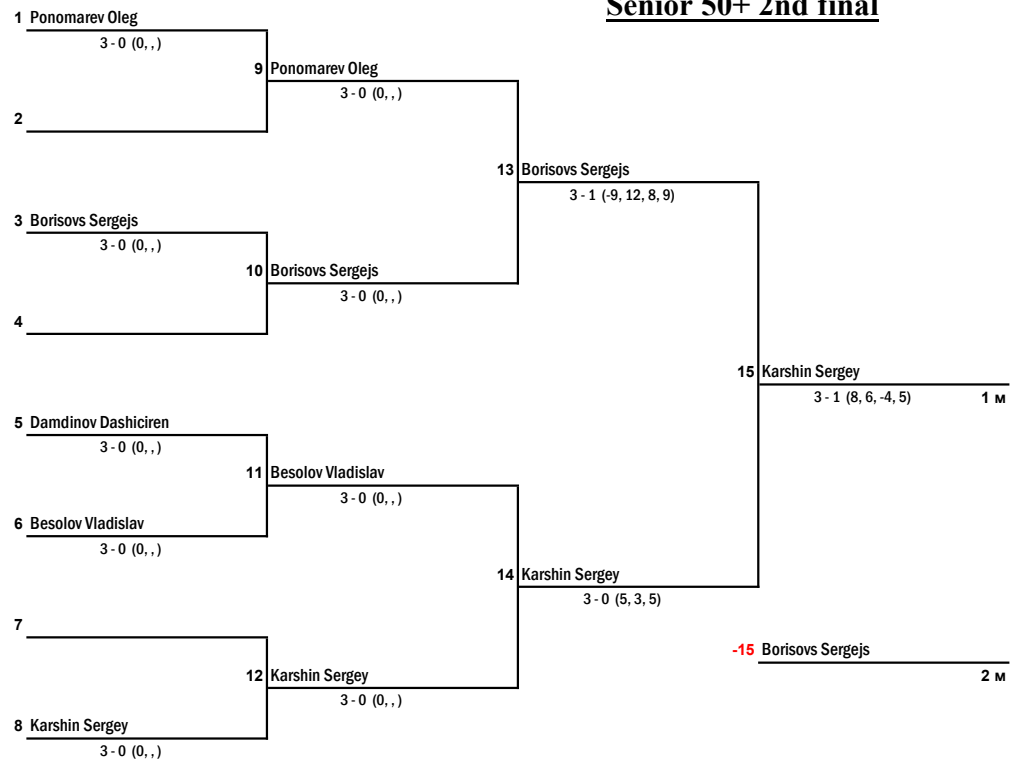 Senior 50+ 2nd final
1 Ponomarev Oleg
3 - 0 (0, , )
9 Ponomarev Oleg
3 - 0 (0, , )
2
13 Borisovs Sergejs
3 - 1 (-9, 12, 8, 9)
3 Borisovs Sergejs
3 - 0 (0, , )
10 Borisovs Sergejs
3 - 0 (0, , )
4
15 Karshin Sergey
3 - 1 (8, 6, -4, 5) 1 м
5 Damdinov Dashiciren
3 - 0 (0, , )
11 Besolov Vladislav
3 - 0 (0, , )
6 Besolov Vladislav
3 - 0 (0, , )
14 Karshin Sergey
3 - 0 (5, 3, 5)
7
-15 Borisovs Sergejs
2 м
12 Karshin Sergey
3 - 0 (0, , )
8 Karshin Sergey
3 - 0 (0, , )